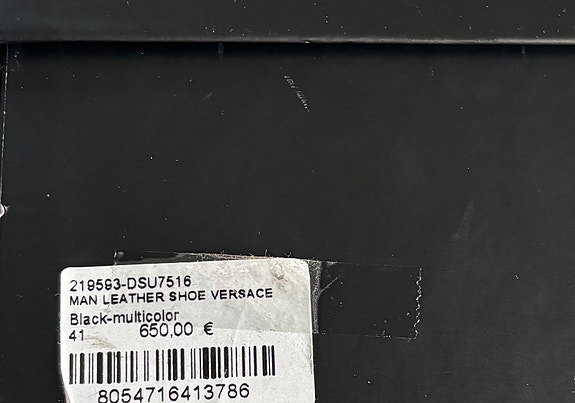 219593-DSU7516
MAN LEATHER SHOE VERSACE
Black-multicolor
41 650,00 €
8054716413786